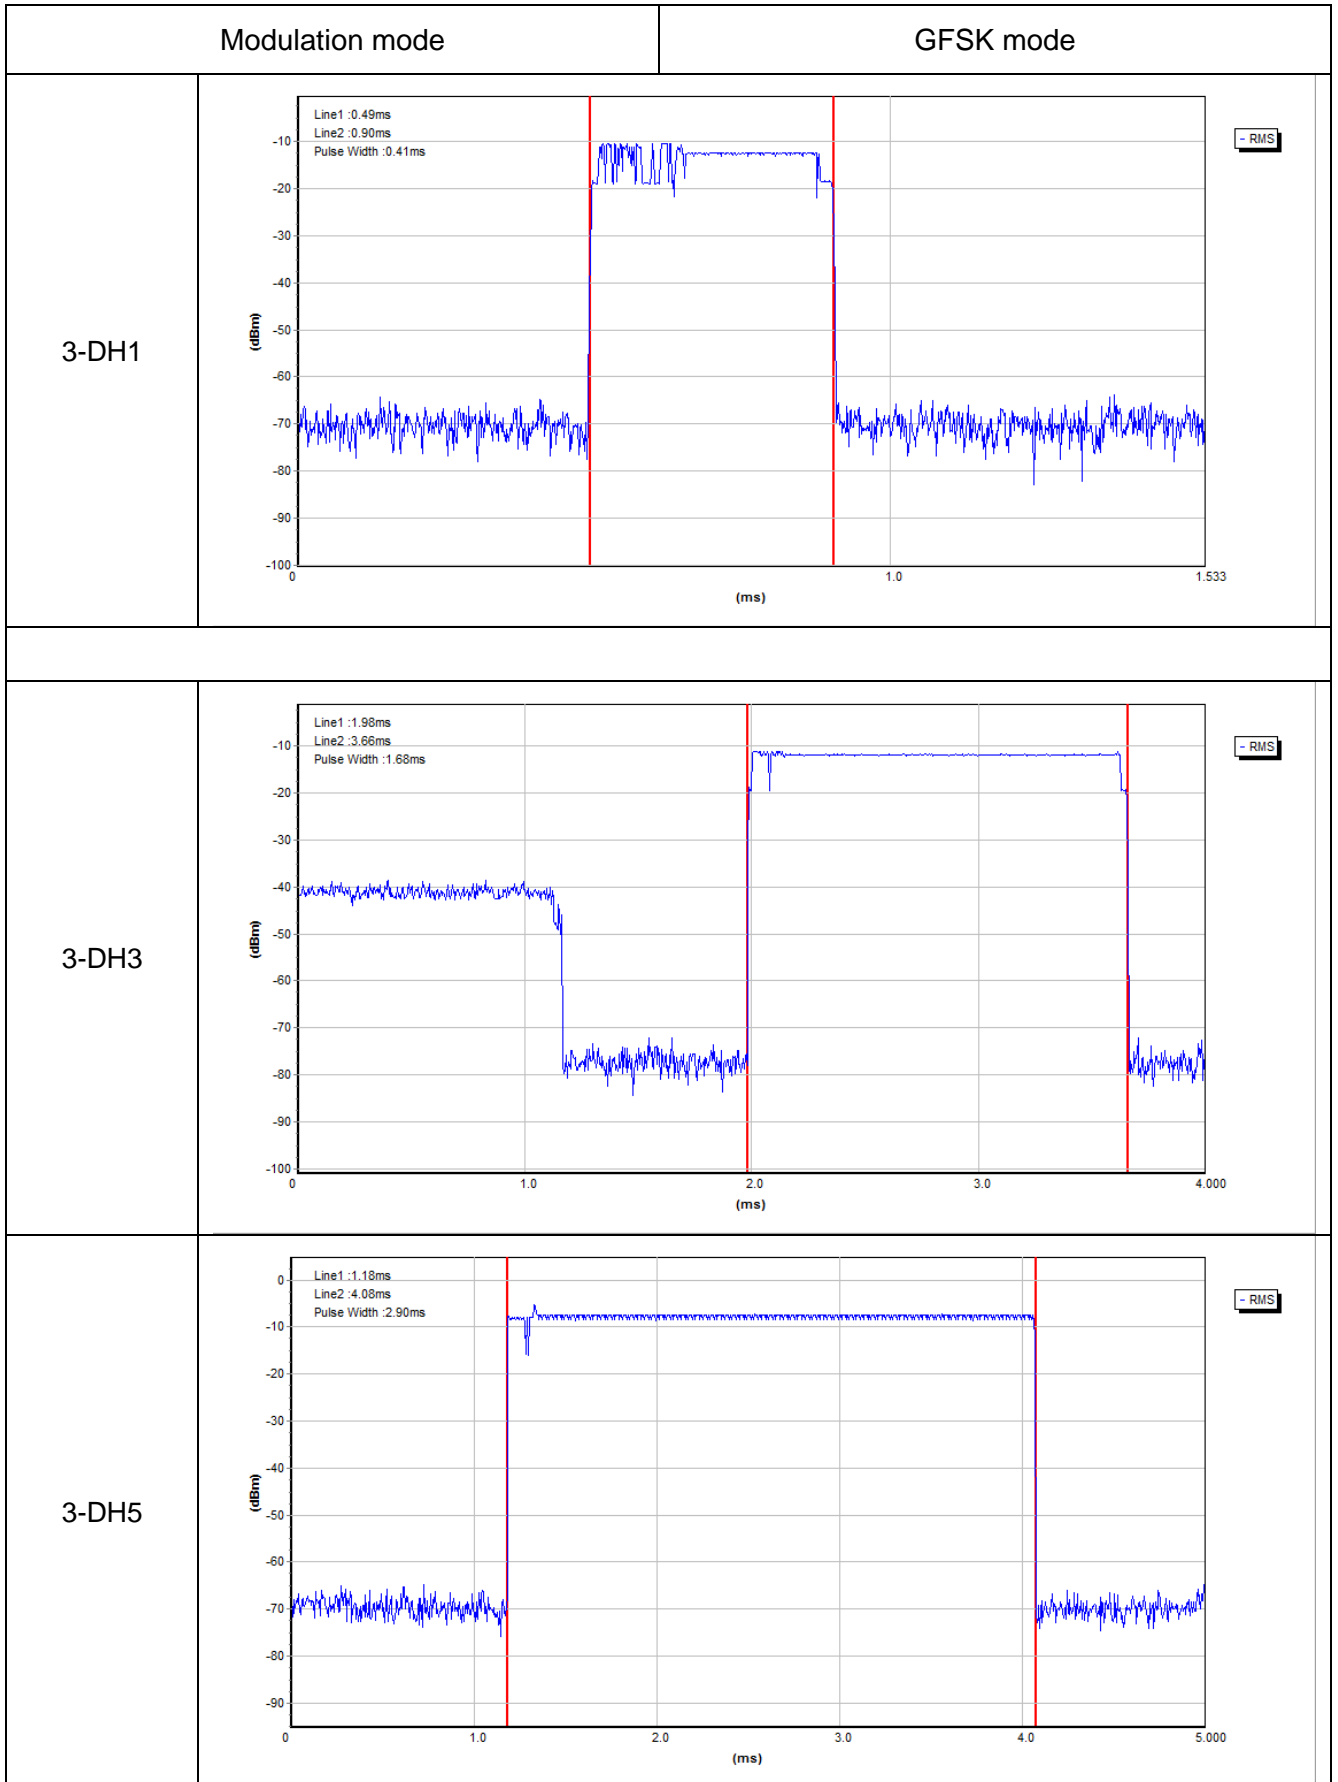 Modulation mode
GFSK mode
3-DH1
Line1 :0.49ms
Line2 :0.90ms
Pulse Width :0.41ms
- RMS
-10
-20
-30
-40
-50
-60
-70
-80
-90
-100
(dBm)
0
1.0
1.533
(ms)
3-DH3
Line1 :1.98ms
Line2 :3.66ms
Pulse Width :1.68ms
- RMS
-10
-20
-30
-40
-50
-60
-70
-80
-90
-100
(dBm)
0
1.0
2.0
3.0
4.000
(ms)
3-DH5
Line1 :1.18ms
Line2 :4.08ms
Pulse Width :2.90ms
- RMS
0
-10
-20
-30
-40
-50
-60
-70
-80
-90
(dBm)
0
1.0
2.0
3.0
4.0
5.000
(ms)